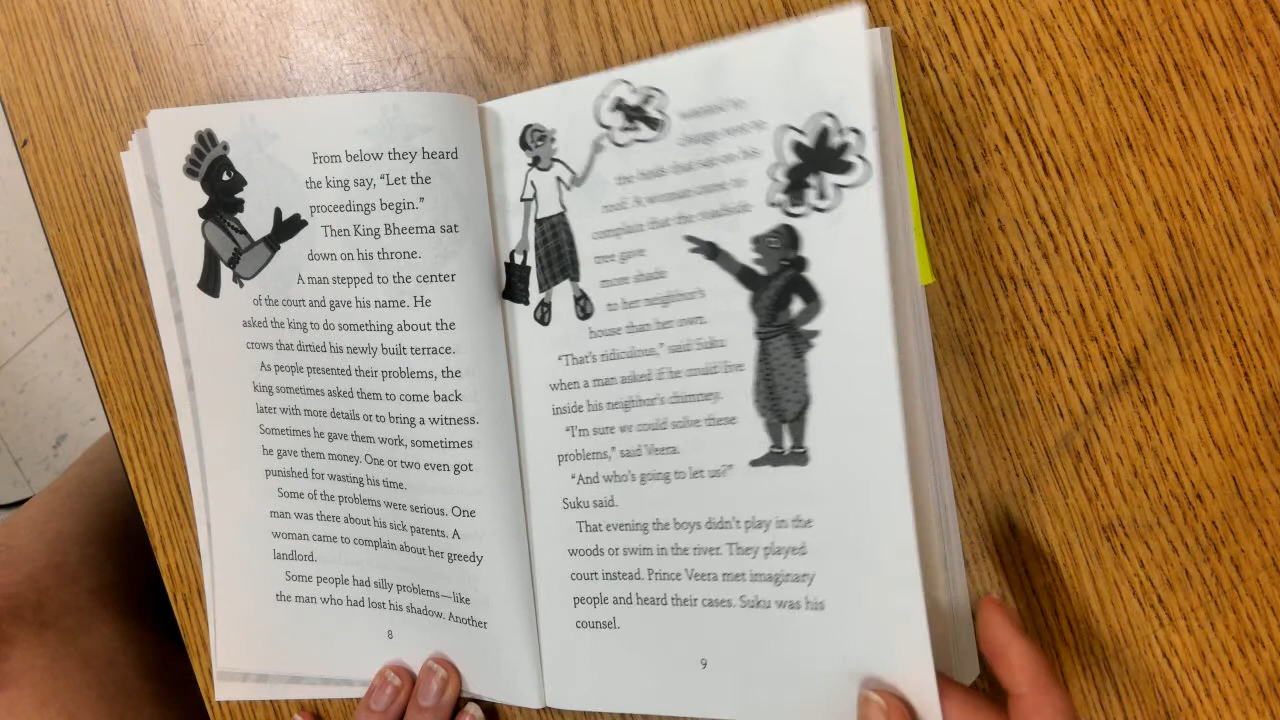 From below they heard
the king say, “Let the
proceedings begin.”
Then King Bheema sat
down on his throne.
A man stepped to the center
of the court and gave his name. He
asked the king to do something about the
crows that dirtied his newly built terrace.
As people presented their problems, the
king sometimes asked them to come back
later with more details or to bring a witness.
Sometimes he gave them work, sometimes
he gave them money. One or two even got
punished for wasting his time.
Some of the problems were serious. One
man was there about his sick parents. A
woman came to complain about her greedy
landlord.
Some people had silly problems—like
the man who had lost his shadow. Another
8
wanted to
charge rent to
the birds that sat on his
roof. A woman came to
complain that the roadside
tree gave
more shade
to her neighbor’s
house than her own.
“That’s ridiculous,” said Suku
when a man asked if he could live
inside his neighbor’s chimney.
“I’m sure we could solve these
problems,” said Veera.
“And who’s going to let us?”
Suku said.
That evening the boys didn’t play in the
woods or swim in the river. They played
court instead. Prince Veera met imaginary
people and heard their cases. Suku was his
counsel.
9